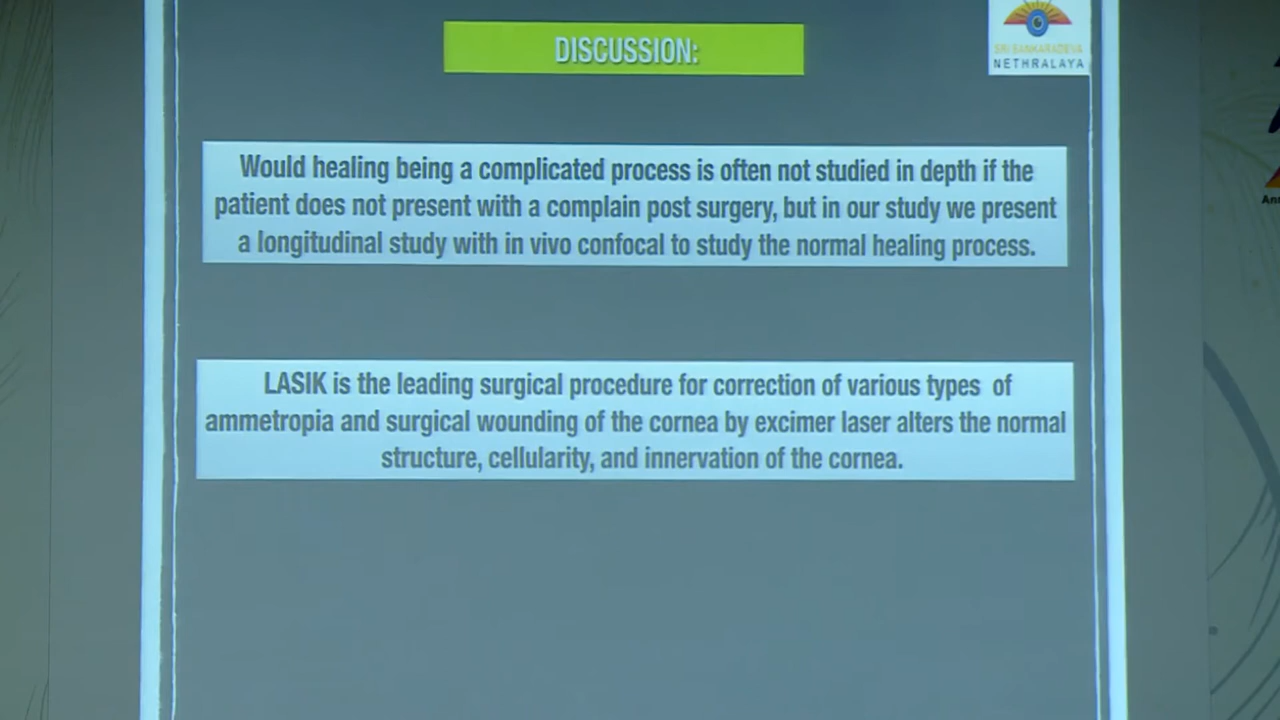 DISCUSSION:
SRI SANKARADEVA
NETHRALAYA
Would healing being a complicated process is often not studied in depth if the
patient does not present with a complain post surgery, but in our study we present
a longitudinal study with in vivo confocal to study the normal healing process.
LASIK is the leading surgical procedure for correction of various types of
ammetropia and surgical wounding of the cornea by excimer laser alters the normal
structure, cellularity, and innervation of the cornea.